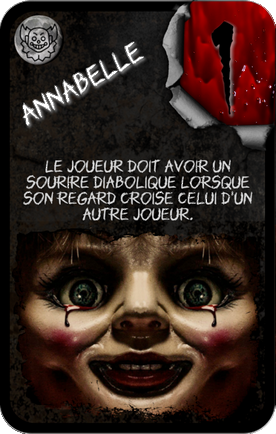 ANNABELLE
LE JOUEUR DOIT AVOIR UN
SOURIRE DIABOLIQUE LORSQUE
SON REGARD CROISE CELUI D'UN
AUTRE JOUEUR.